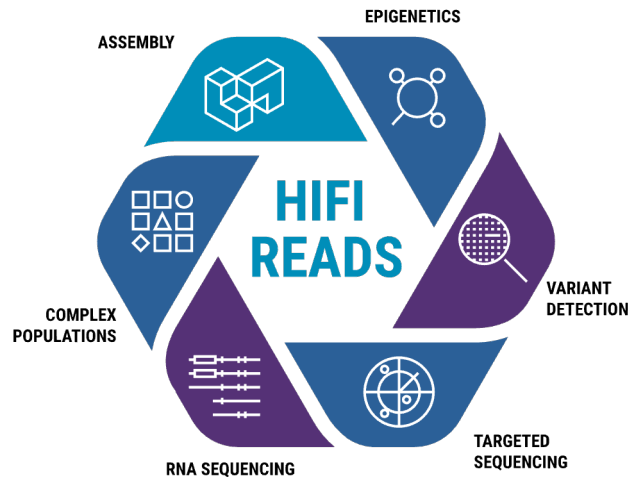 EPIGENETICS
ASSEMBLY
HIFI
READS
VARIANT
DETECTION
COMPLEX
POPULATIONS
TARGETED
SEQUENCING
RNA SEQUENCING